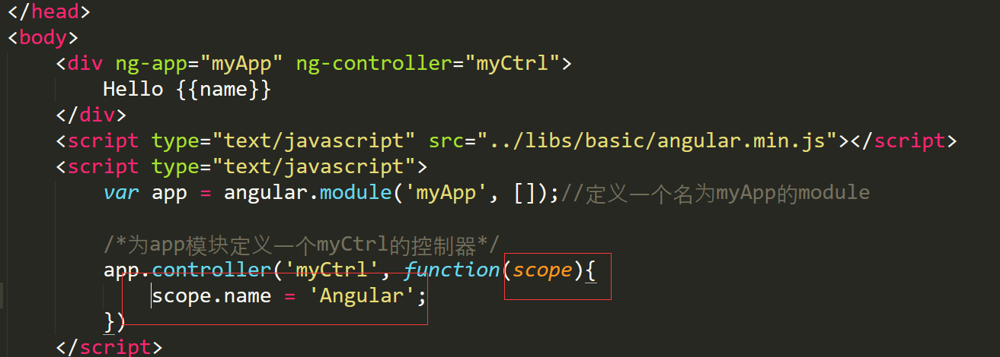 </head>
<body>
<div ng-app="myApp" ng-controller="myCtrl">
Hello {{name}}
</div>
<script type="text/javascript" src="../libs/basic/angular.min.js"></script>
<script type="text/javascript">
var app = angular.module('myApp', []);//定义一个名为myApp的module
/*为app模块定义一个myCtrl的控制器*/
app.controller('myCtrl', function(scope){
scope.name = 'Angular';
})
</script>